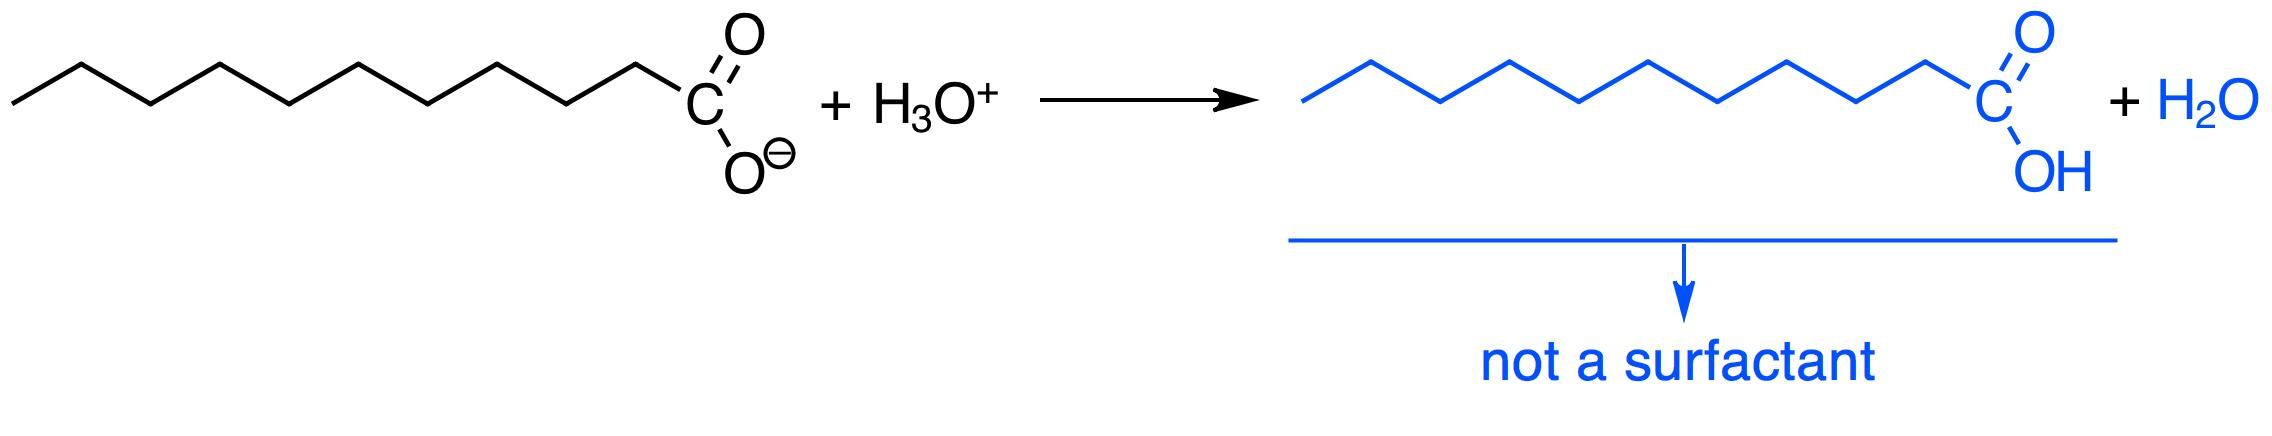 O O
C + H₃O⁺ C + H₂O
O⊖ OH
not a surfactant